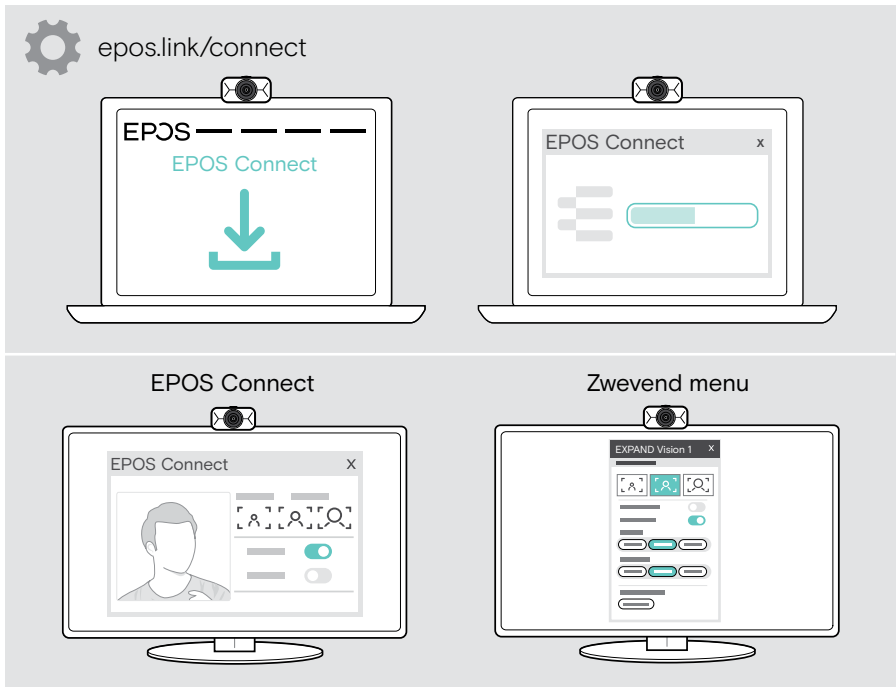 epos.link/connect
EPOS
EPOS Connect
EPOS Connect x
EPOS Connect
EPOS Connect x
Zwevend menu
EXPAND Vision 1 X